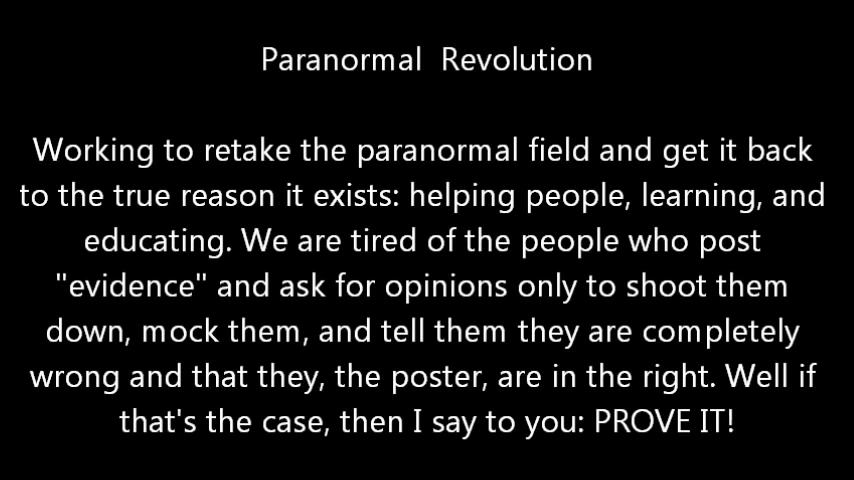 Paranormal Revolution
Working to retake the paranormal field and get it back
to the true reason it exists: helping people, learning, and
educating. We are tired of the people who post
"evidence" and ask for opinions only to shoot them
down, mock them, and tell them they are completely
wrong and that they, the poster, are in the right. Well if
that's the case, then I say to you: PROVE IT!